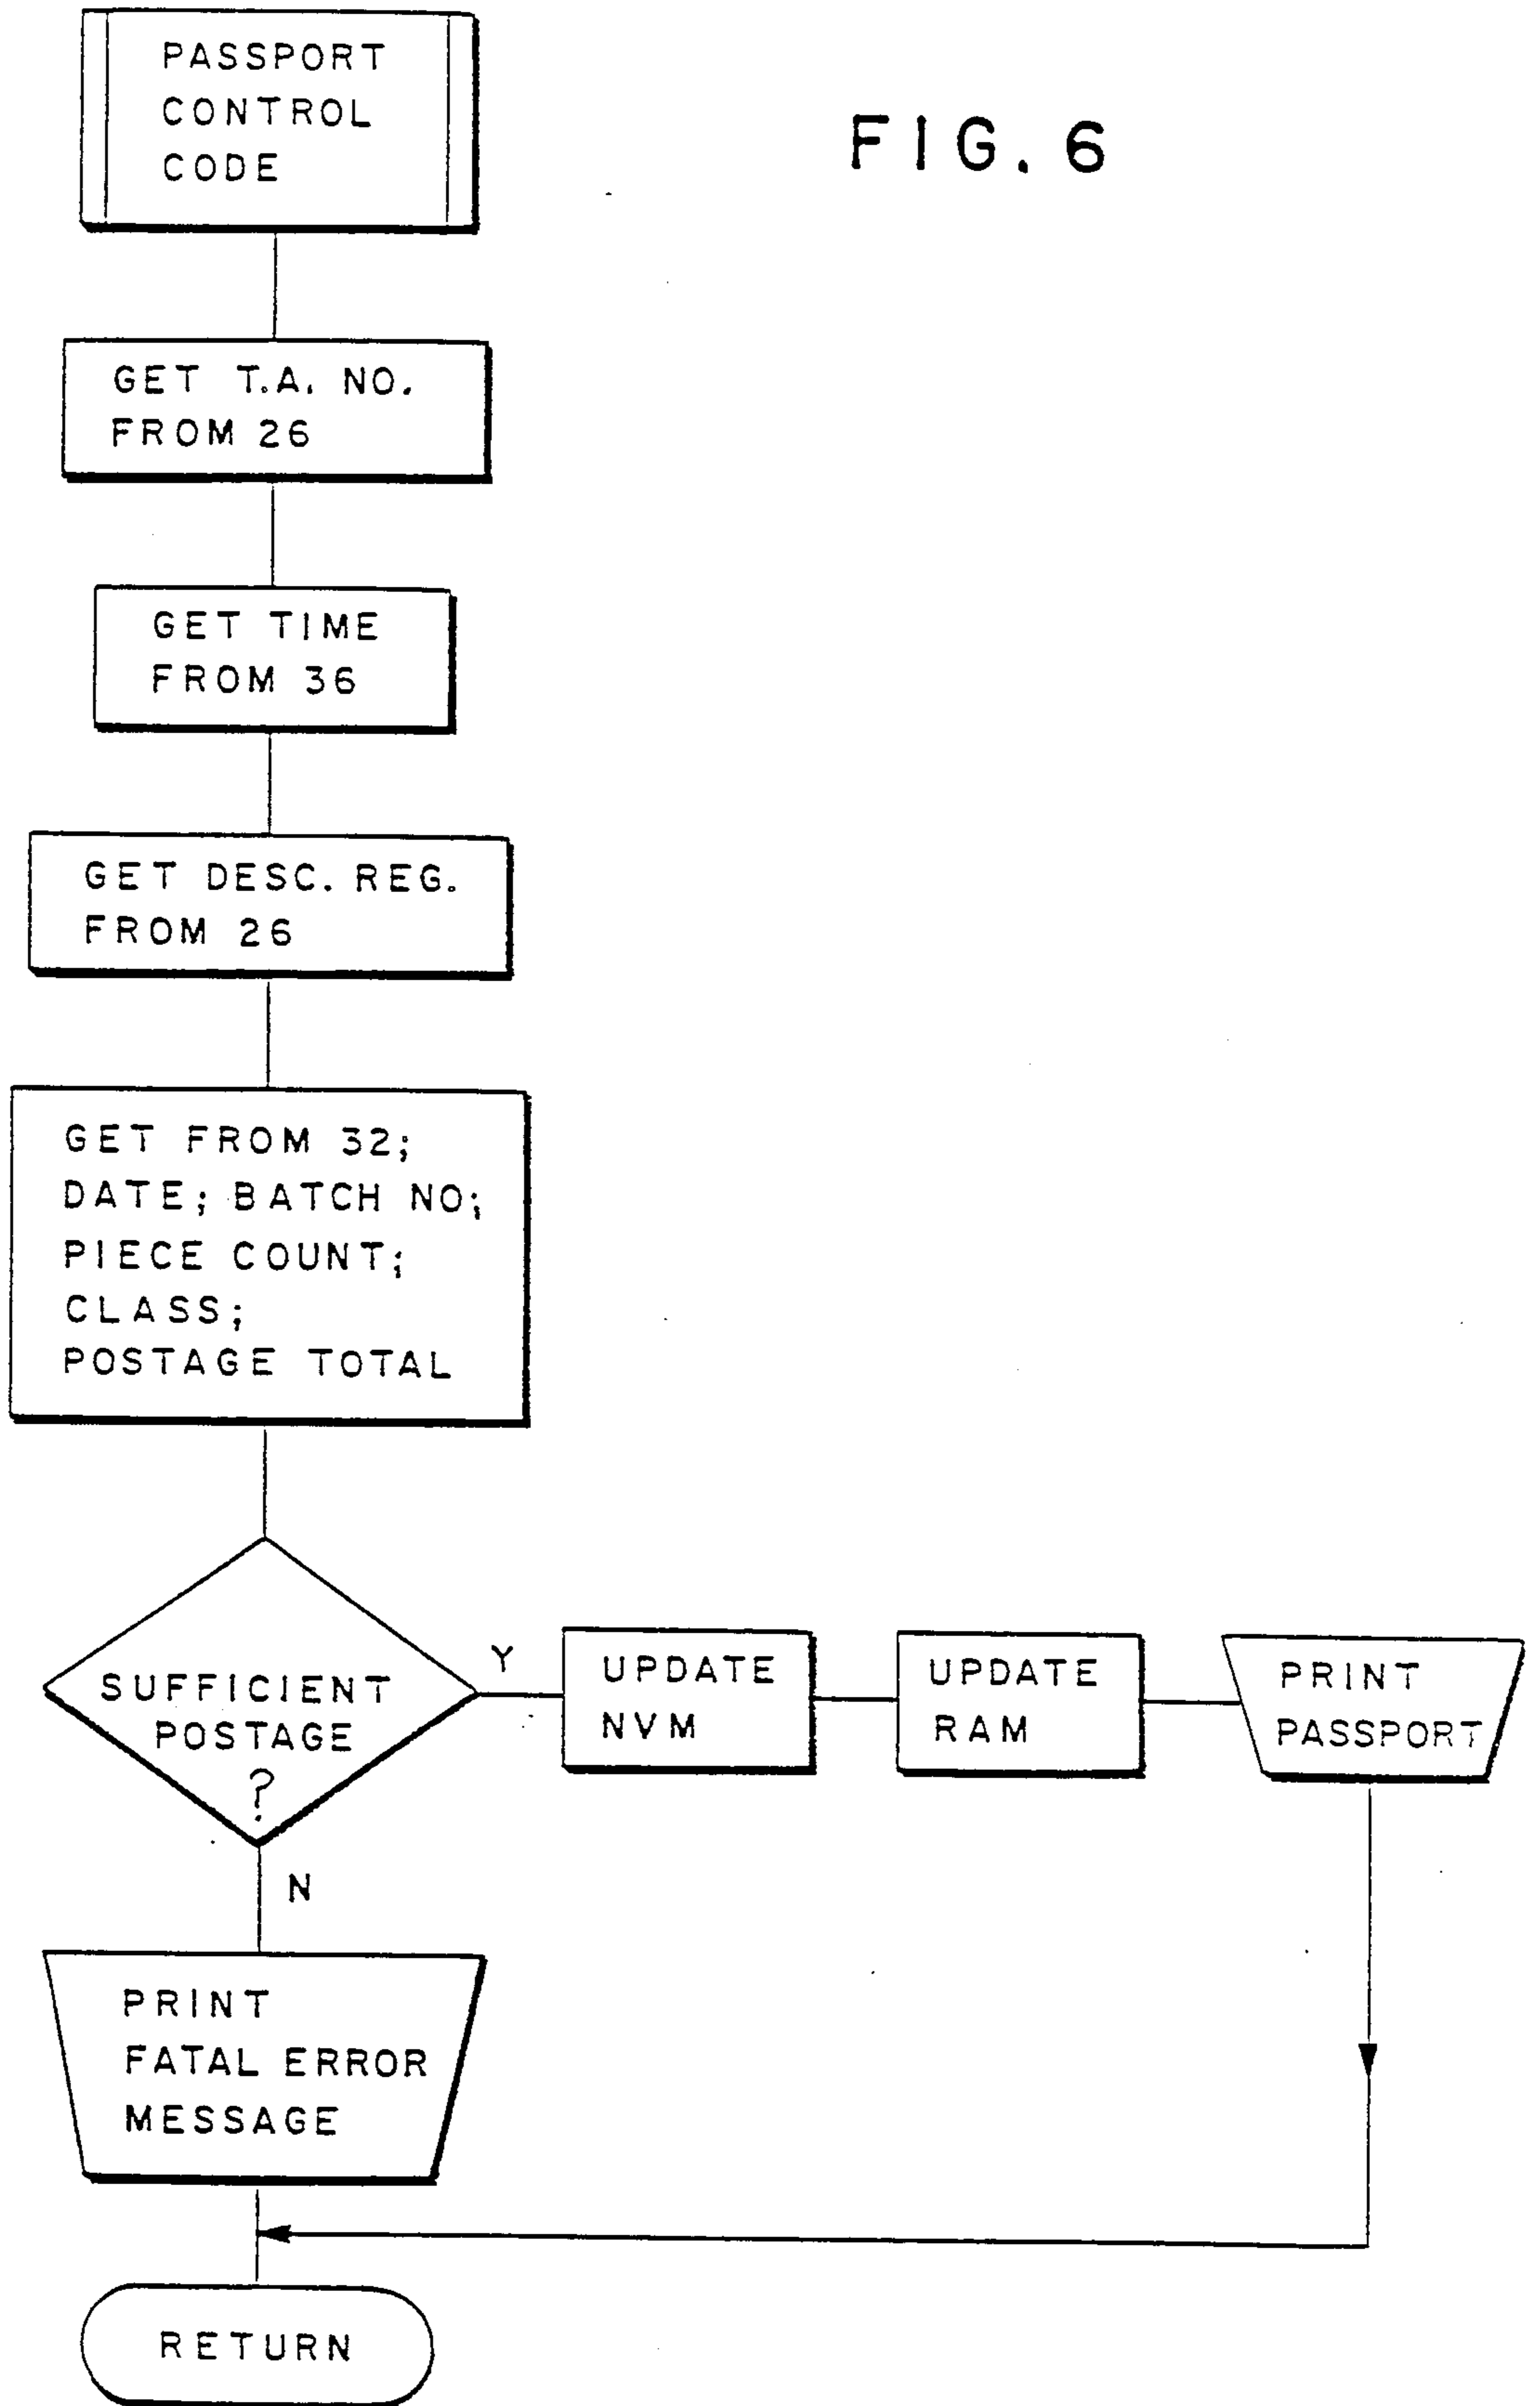 PASSPORT
CONTROL
CODE
FIG. 6
GET T.A. NO.
FROM 26
GET TIME
FROM 36
GET DESC. REG.
FROM 26
GET FROM 32;
DATE; BATCH NO;
PIECE COUNT;
CLASS;
POSTAGE TOTAL
SUFFICIENT
POSTAGE
?
Y
UPDATE
NVM
UPDATE
RAM
PRINT
PASSPORT
N
PRINT
FATAL ERROR
MESSAGE
RETURN